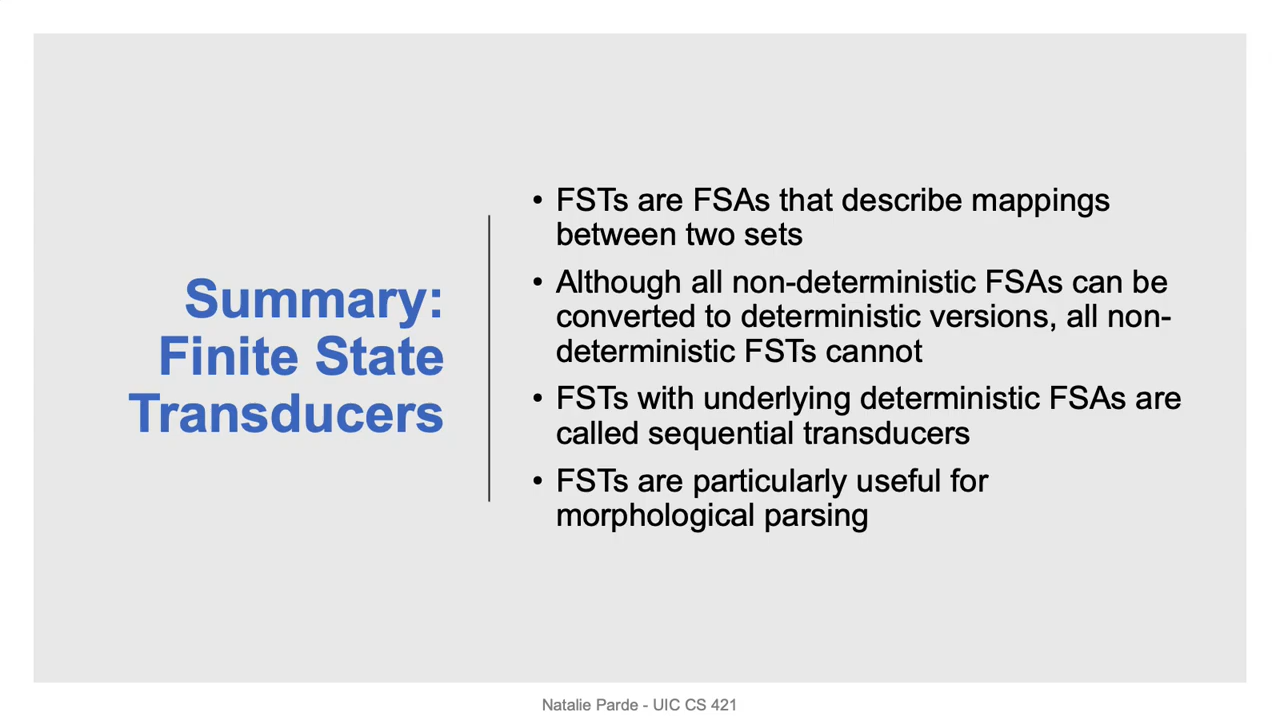 Summary:
Finite State
Transducers
• FSTs are FSAs that describe mappings
between two sets
• Although all non-deterministic FSAs can be
converted to deterministic versions, all non-
deterministic FSTs cannot
• FSTs with underlying deterministic FSAs are
called sequential transducers
• FSTs are particularly useful for
morphological parsing
Natalie Parde - UIC CS 421